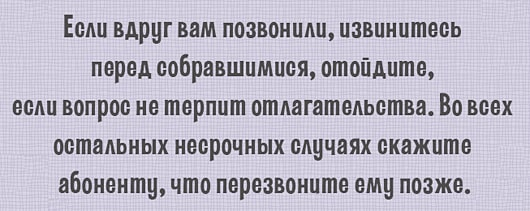 Если вдруг вам позвонили, извинитесь
перед собравшимися, отойдите,
если вопрос не терпит отлагательства. Во всех
остальных несрочных случаях скажите
абоненту, что перезвоните ему позже.